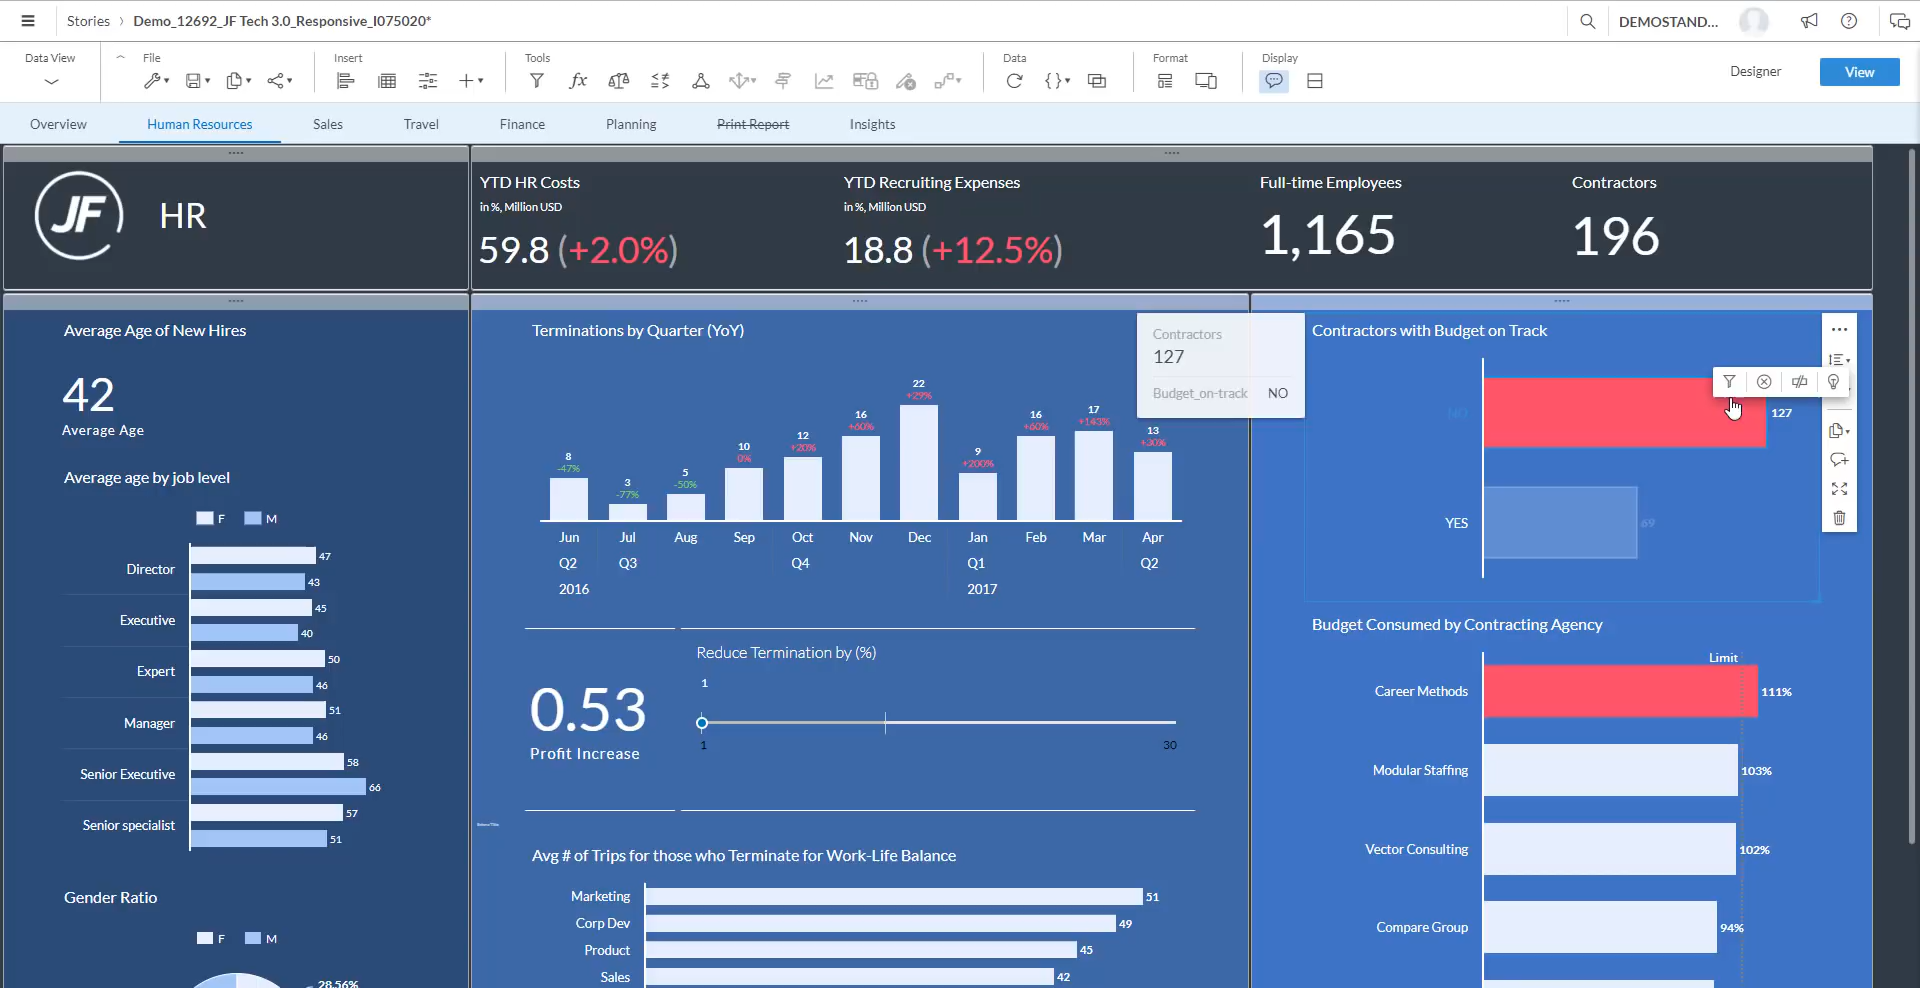 Stories > Demo_12692_JF Tech 3.0_Responsive_I075020*
DEMOSTAND...
Data View
File
Insert
Tools
Data
Format
Display
Designer
View
Overview
Human Resources
Sales
Travel
Finance
Planning
Print Report
Insights
JF
HR
YTD HR Costs
in %, Million USD
59.8 (+2.0%)
YTD Recruiting Expenses
in %, Million USD
18.8 (+12.5%)
Full-time Employees
1,165
Contractors
196
Average Age of New Hires
42
Average Age
Average age by job level
F M
Director 47
43
Executive 45
40
Expert 50
46
Manager 51
46
Senior Executive 58
66
Senior specialist 57
51
Gender Ratio
F M
28.56%
Terminations by Quarter (YoY)
8 3 5 10 12 16 22 9 16 17 13
-47% -77% -50% 0% +20% +60% +29% +200% +60% +143% +30%
Jun Jul Aug Sep Oct Nov Dec Jan Feb Mar Apr
Q2 Q3 Q4 Q1 Q2
2016 2017
Reduce Termination by (%)
1
1 30
0.53
Profit Increase
Avg # of Trips for those who Terminate for Work-Life Balance
Marketing 51
Corp Dev 49
Product 45
Sales 42
Contractors
127
Budget_on-track NO
Contractors with Budget on Track
NO 127
YES 69
Budget Consumed by Contracting Agency
Limit
Career Methods 111%
Modular Staffing 103%
Vector Consulting 102%
Compare Group 94%